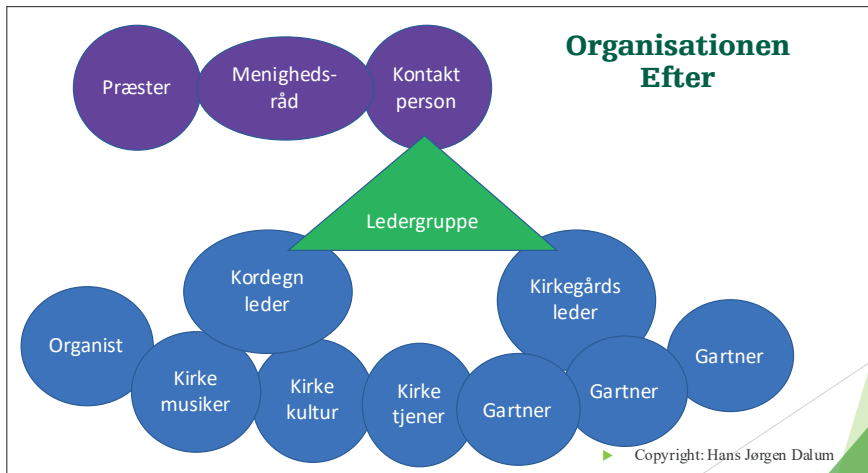 Organisationen
Efter
Præster
Menigheds-
råd
Kontakt
person
Ledergruppe
Kordegn
leder
Kirkegårds
leder
Organist
Kirke
musiker
Kirke
kultur
Kirke
tjener
Gartner
Gartner
Gartner
Copyright: Hans Jørgen Dalum